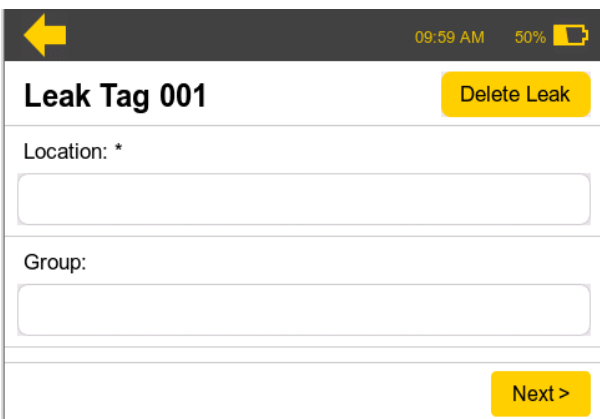 09:59 AM 50%
Leak Tag 001 Delete Leak
Location: *
Group:
Next >